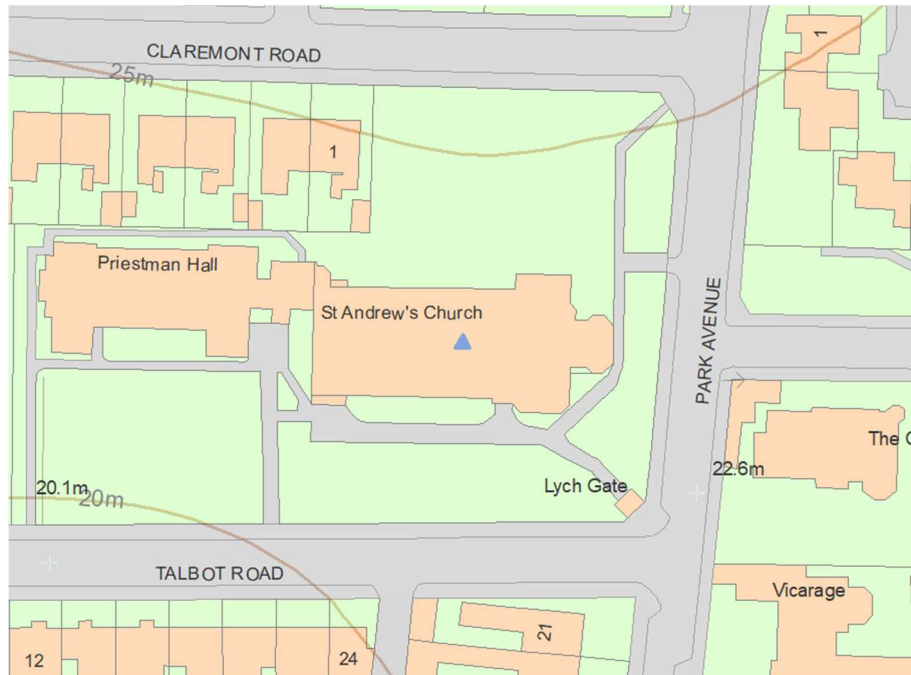 CLAREMONT ROAD
1
25m
1
Priestman Hall
St Andrew's Church
PARK AVENUE
The
22.6m
Lych Gate
20.1m
20m
TALBOT ROAD
Vicarage
21
12
24